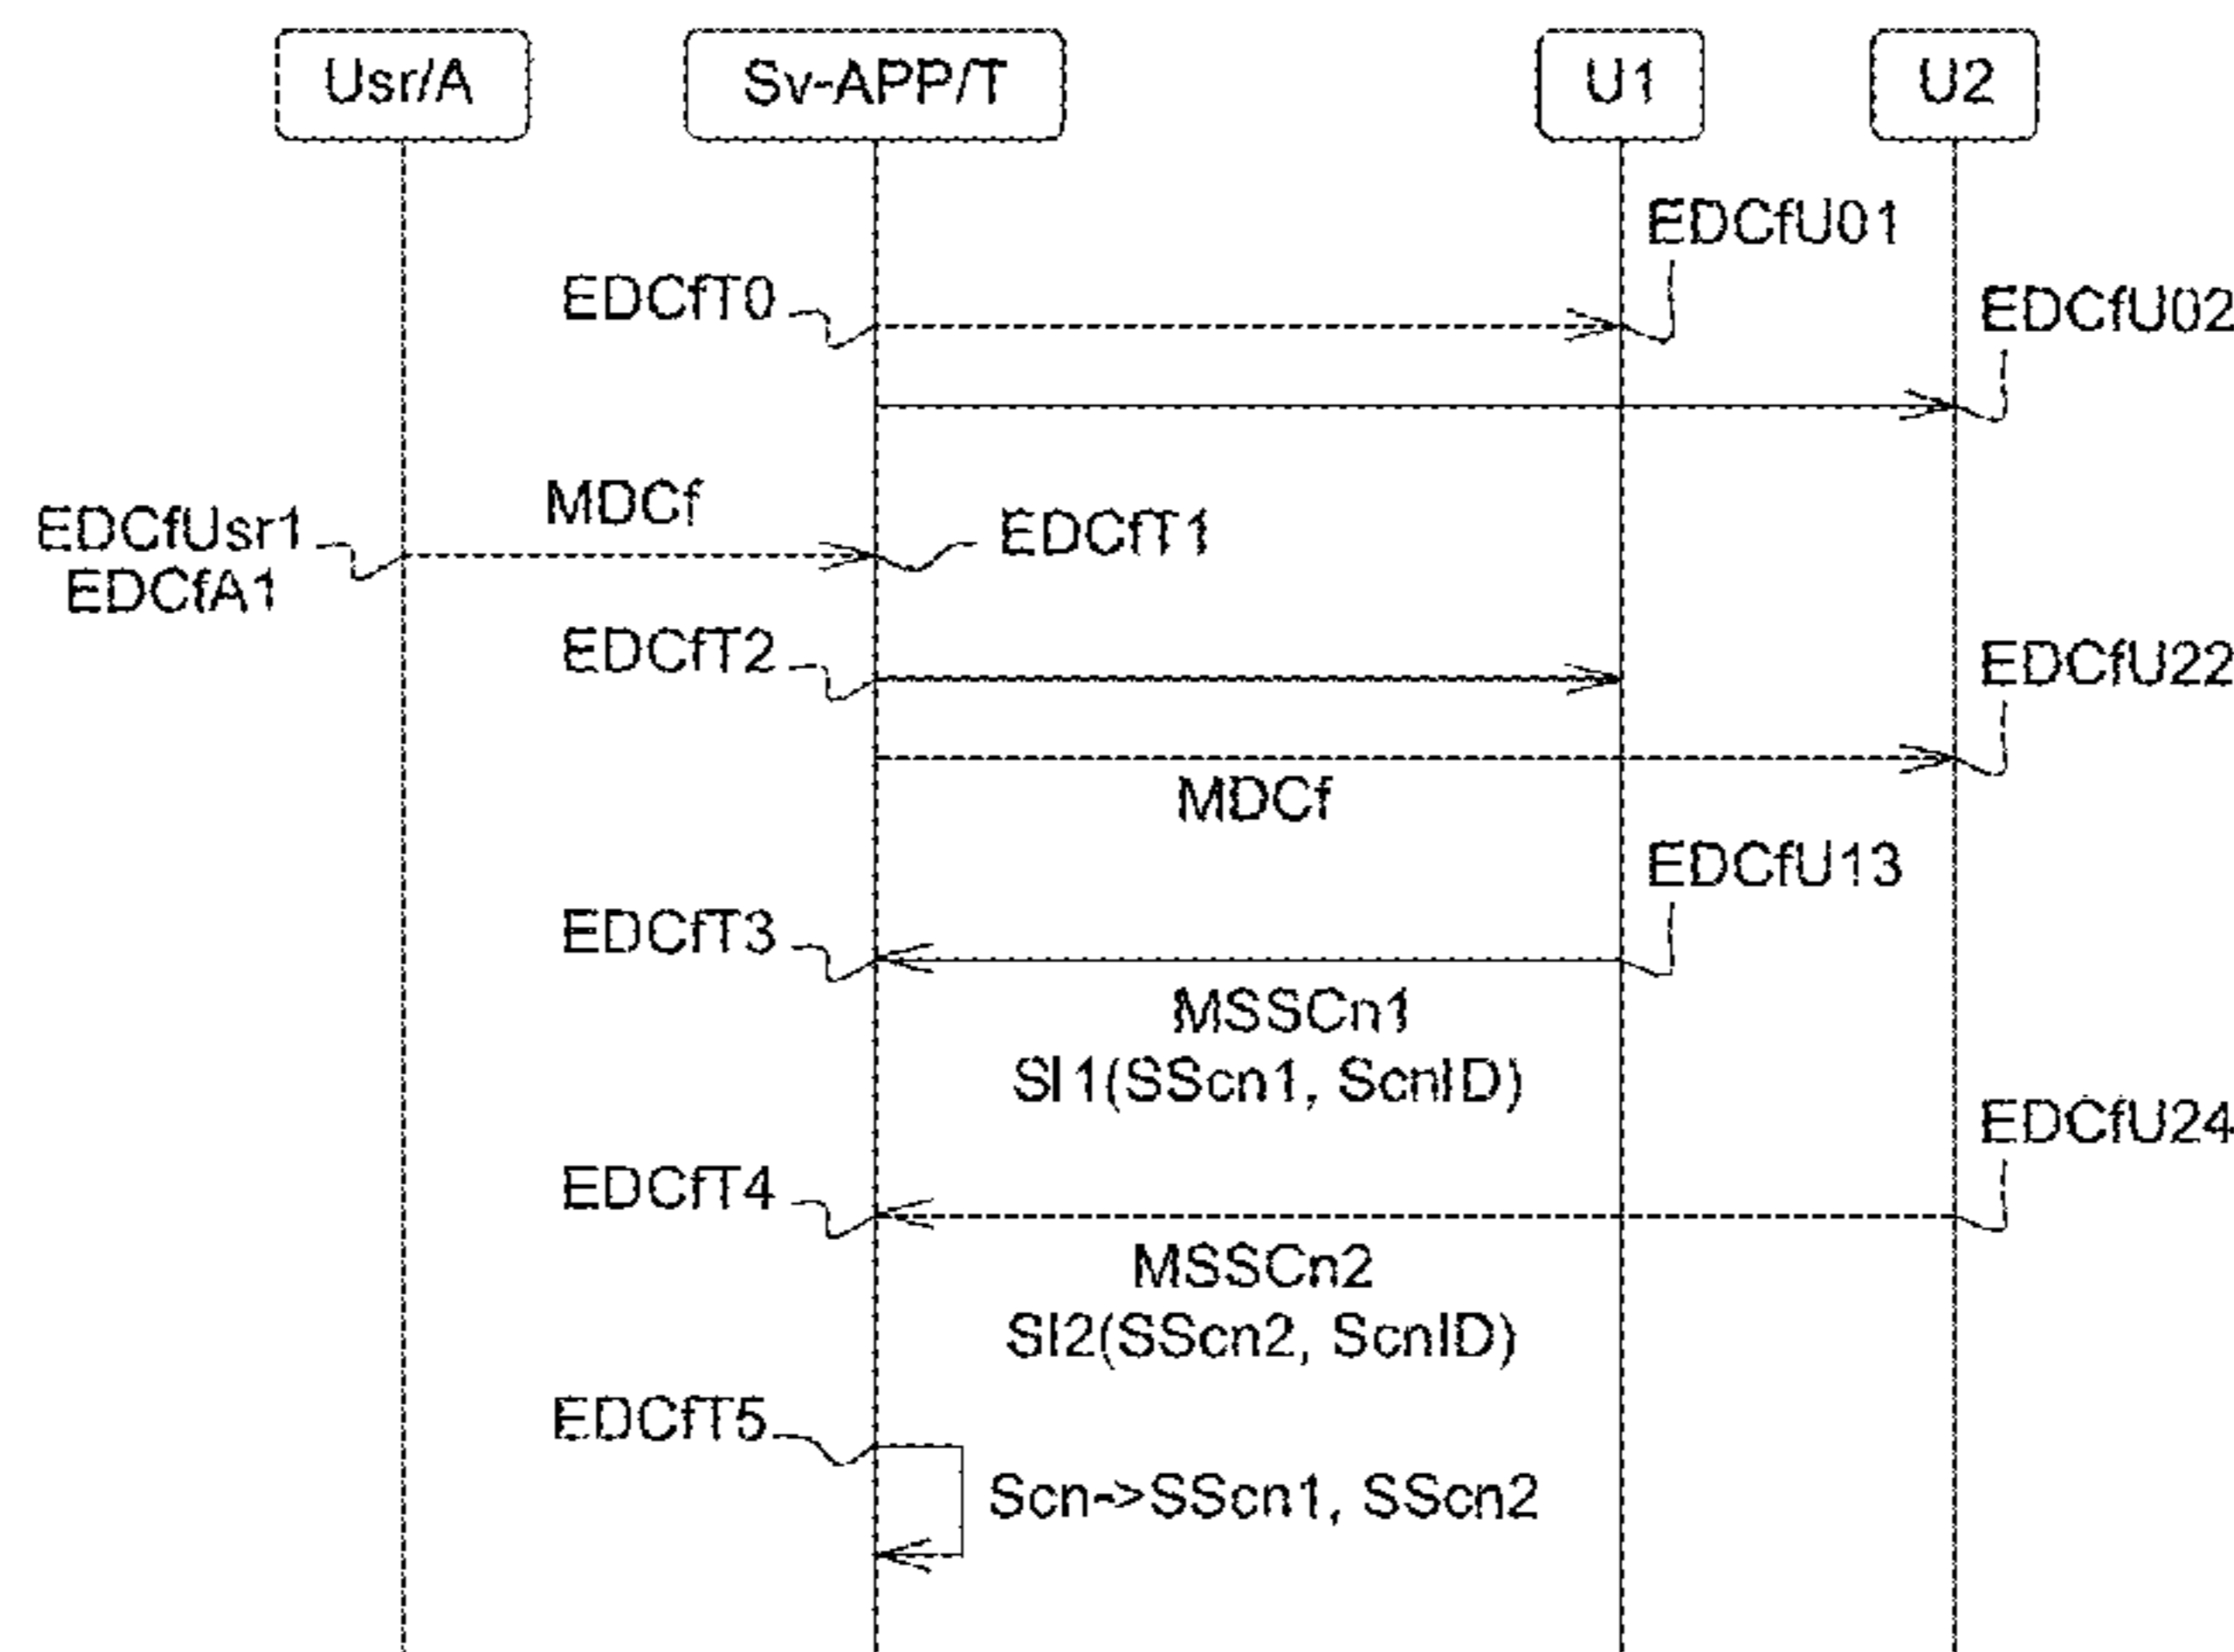 Usr/A
Sv-APP/T
U1
U2
EDCfU01
EDCfT0
EDCfU02
MDCf
EDCfUsr1
EDCfA1
EDCfT1
EDCfT2
EDCfU22
MDCf
EDCfU13
EDCfT3
MSSCn1
SI1(SScn1, ScnID)
EDCfU24
EDCfT4
MSSCn2
SI2(SScn2, ScnID)
EDCfT5
Scn->SScn1, SScn2